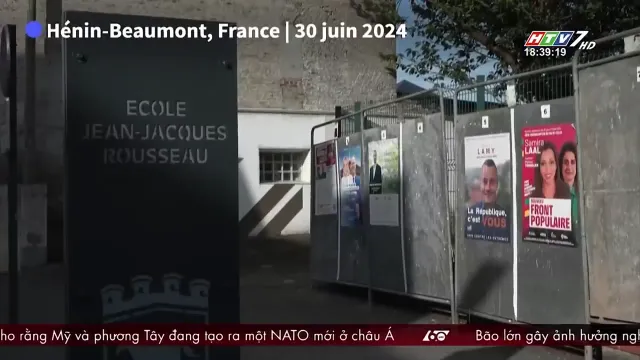 Hénin-Beaumont, France | 30 juin 2024
HTV7 HD
18:39:19
ECOLE
JEAN-JACQUES
ROUSSEAU
LAMY
La République,
c'est VOUS
Samira
LAAL
FRONT
POPULAIRE
ho rằng Mỹ và phương Tây đang tạo ra một NATO mới ở châu Á
60
Bão lớn gây ảnh hưởng ng